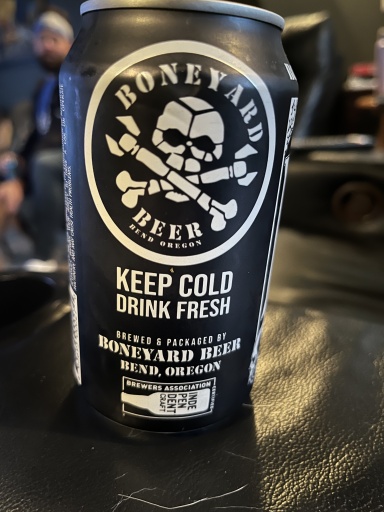 BONEYARD
BEER
BEND OREGON
KEEP COLD
DRINK FRESH
BREWED & PACKAGED BY
BONEYARD BEER
BEND, OREGON
BREWERS ASSOCIATION
CERTIFIED
INDE
PEN
DENT
CRAFT